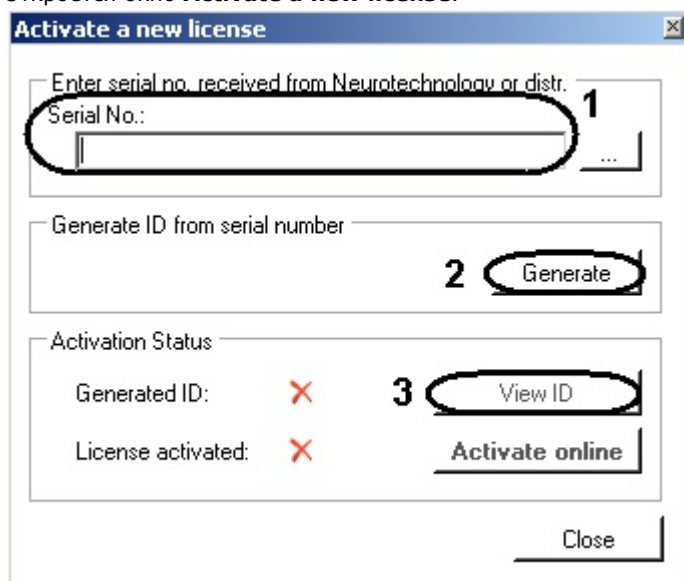 Activate a new license
Enter serial no. received from Neurotechnology or distr.
Serial No.:
1
...
Generate ID from serial number
2
Generate
Activation Status
Generated ID:
3
View ID
License activated:
Activate online
Close